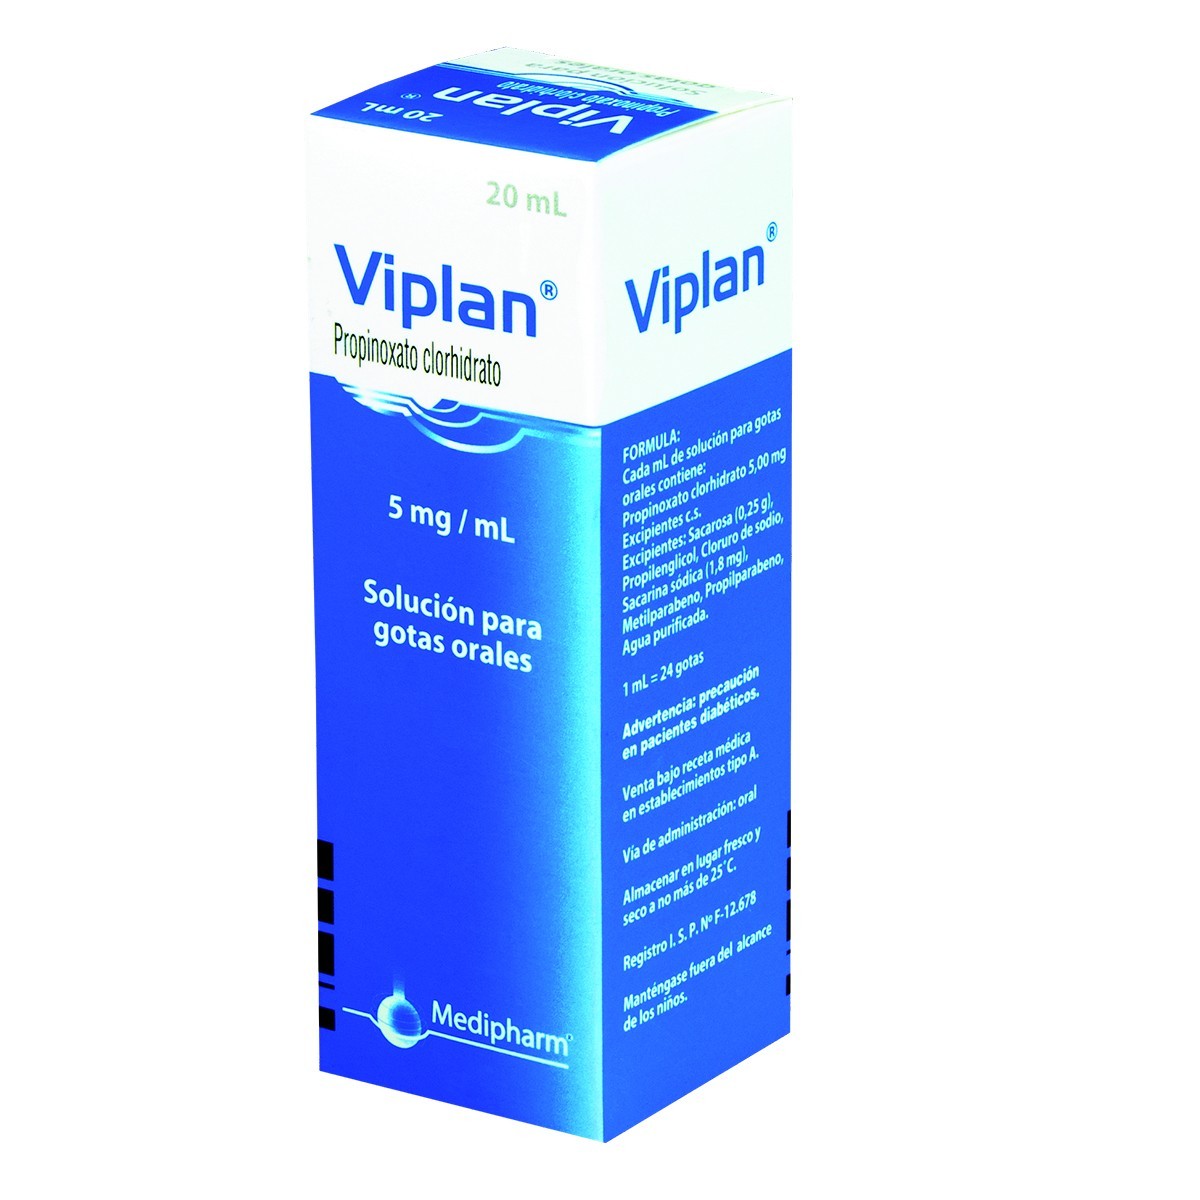 Solución para
gotas orales
Propinoxato clorhidrato
Viplan®
20 mL
20 mL
Viplan®
Propinoxato clorhidrato
5 mg / mL
Solución para
gotas orales
Medipharm
Viplan®
FORMULA:
Cada mL de solución para gotas
orales contiene:
Propinoxato clorhidrato 5,00 mg
Excipientes c.s.
Excipientes: Sacarosa (0,25 g),
Propilenglicol, Cloruro de sodio,
Sacarina sódica (1,8 mg),
Metilparabeno, Propilparabeno,
Agua purificada.
1 mL = 24 gotas
Advertencia: precaución
en pacientes diabéticos.
Venta bajo receta médica
en establecimientos tipo A.
Vía de administración: oral
Almacenar en lugar fresco y
seco a no más de 25°C.
Registro I. S. P. Nº F-12.678
Manténgase fuera del alcance
de los niños.